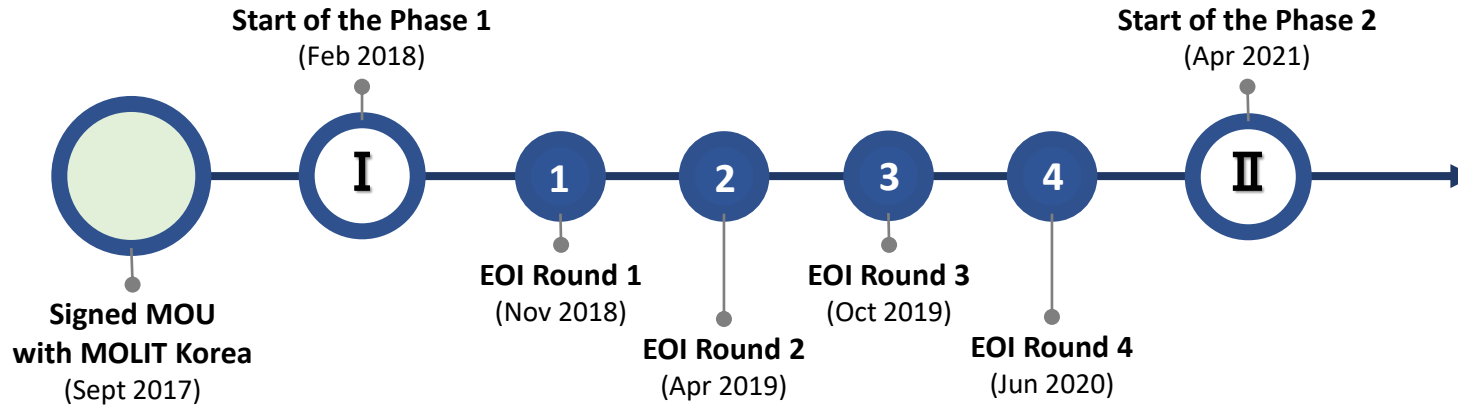 Start of the Phase 1
(Feb 2018)
Start of the Phase 2
(Apr 2021)
I
1
2
3
4
II
EOI Round 1
(Nov 2018)
EOI Round 3
(Oct 2019)
Signed MOU
with MOLIT Korea
(Sept 2017)
EOI Round 2
(Apr 2019)
EOI Round 4
(Jun 2020)